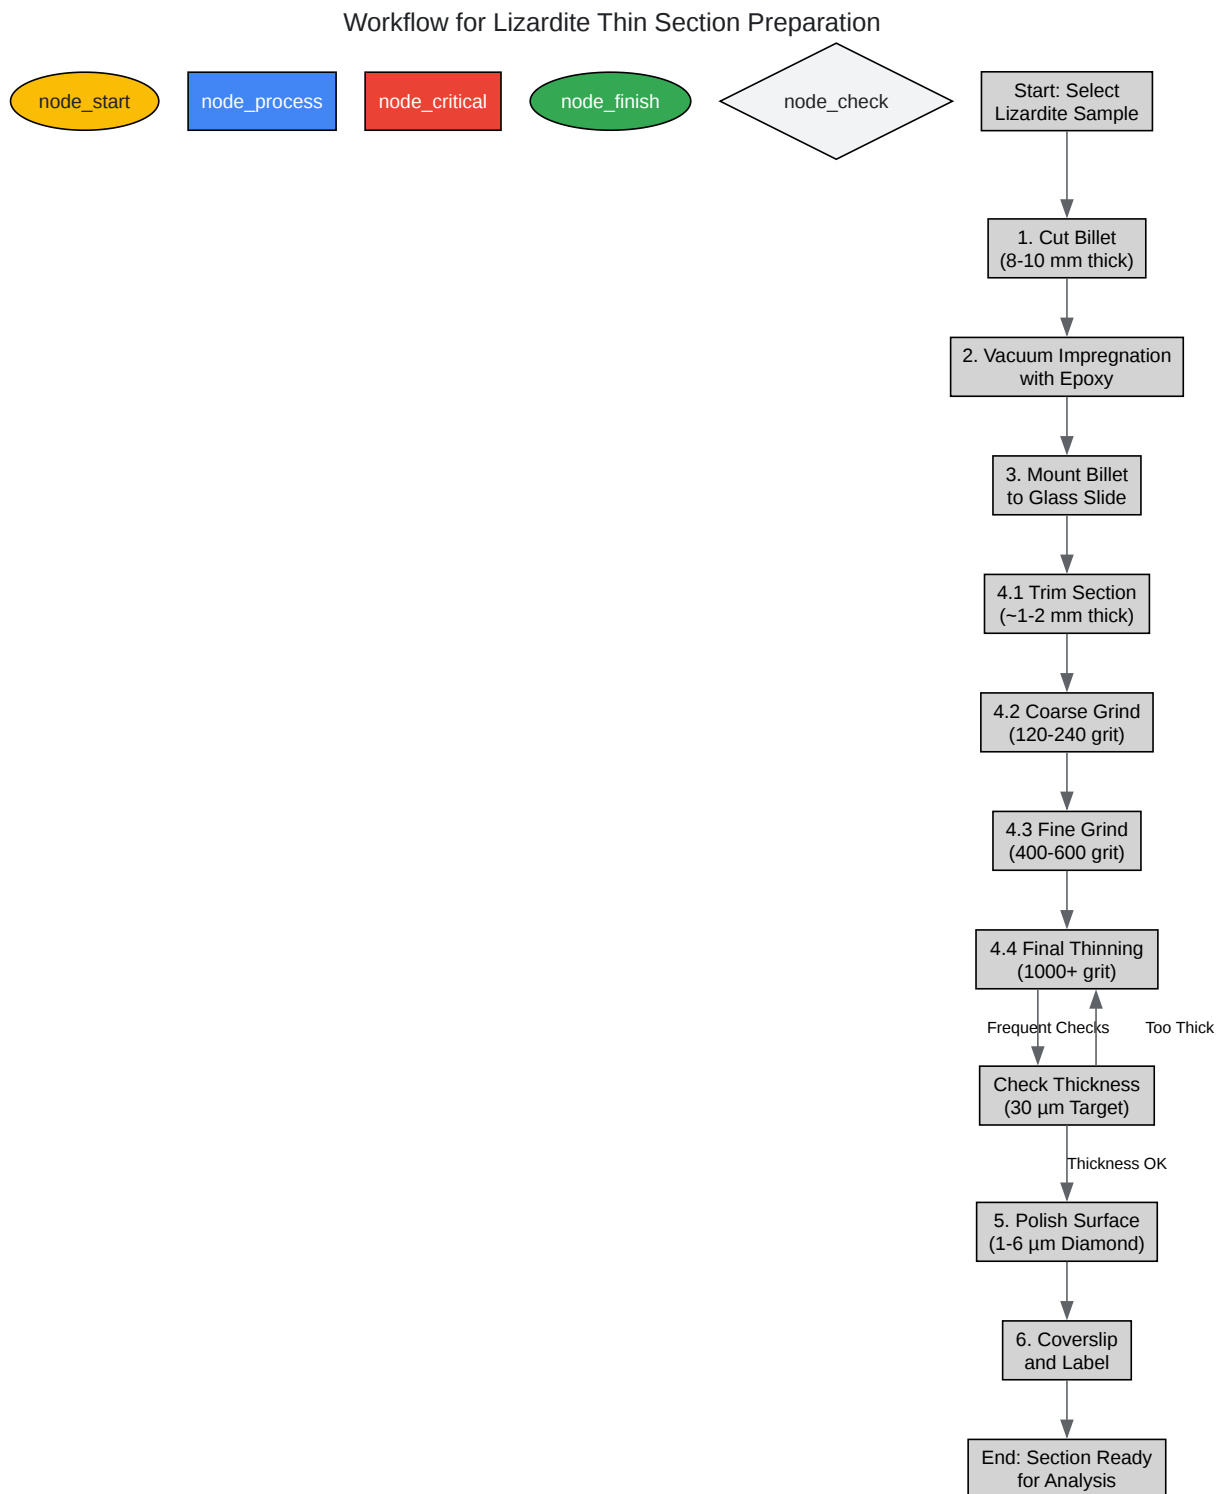 Workflow for Lizardite Thin Section Preparation
node_start
node_process
node_critical
node_finish
node_check
Start: Select
Lizardite Sample
1. Cut Billet
(8-10 mm thick)
2. Vacuum Impregnation
with Epoxy
3. Mount Billet
to Glass Slide
4.1 Trim Section
(~1-2 mm thick)
4.2 Coarse Grind
(120-240 grit)
4.3 Fine Grind
(400-600 grit)
4.4 Final Thinning
(1000+ grit)
Frequent Checks
Too Thick
Check Thickness
(30 µm Target)
Thickness OK
5. Polish Surface
(1-6 µm Diamond)
6. Coverslip
and Label
End: Section Ready
for Analysis